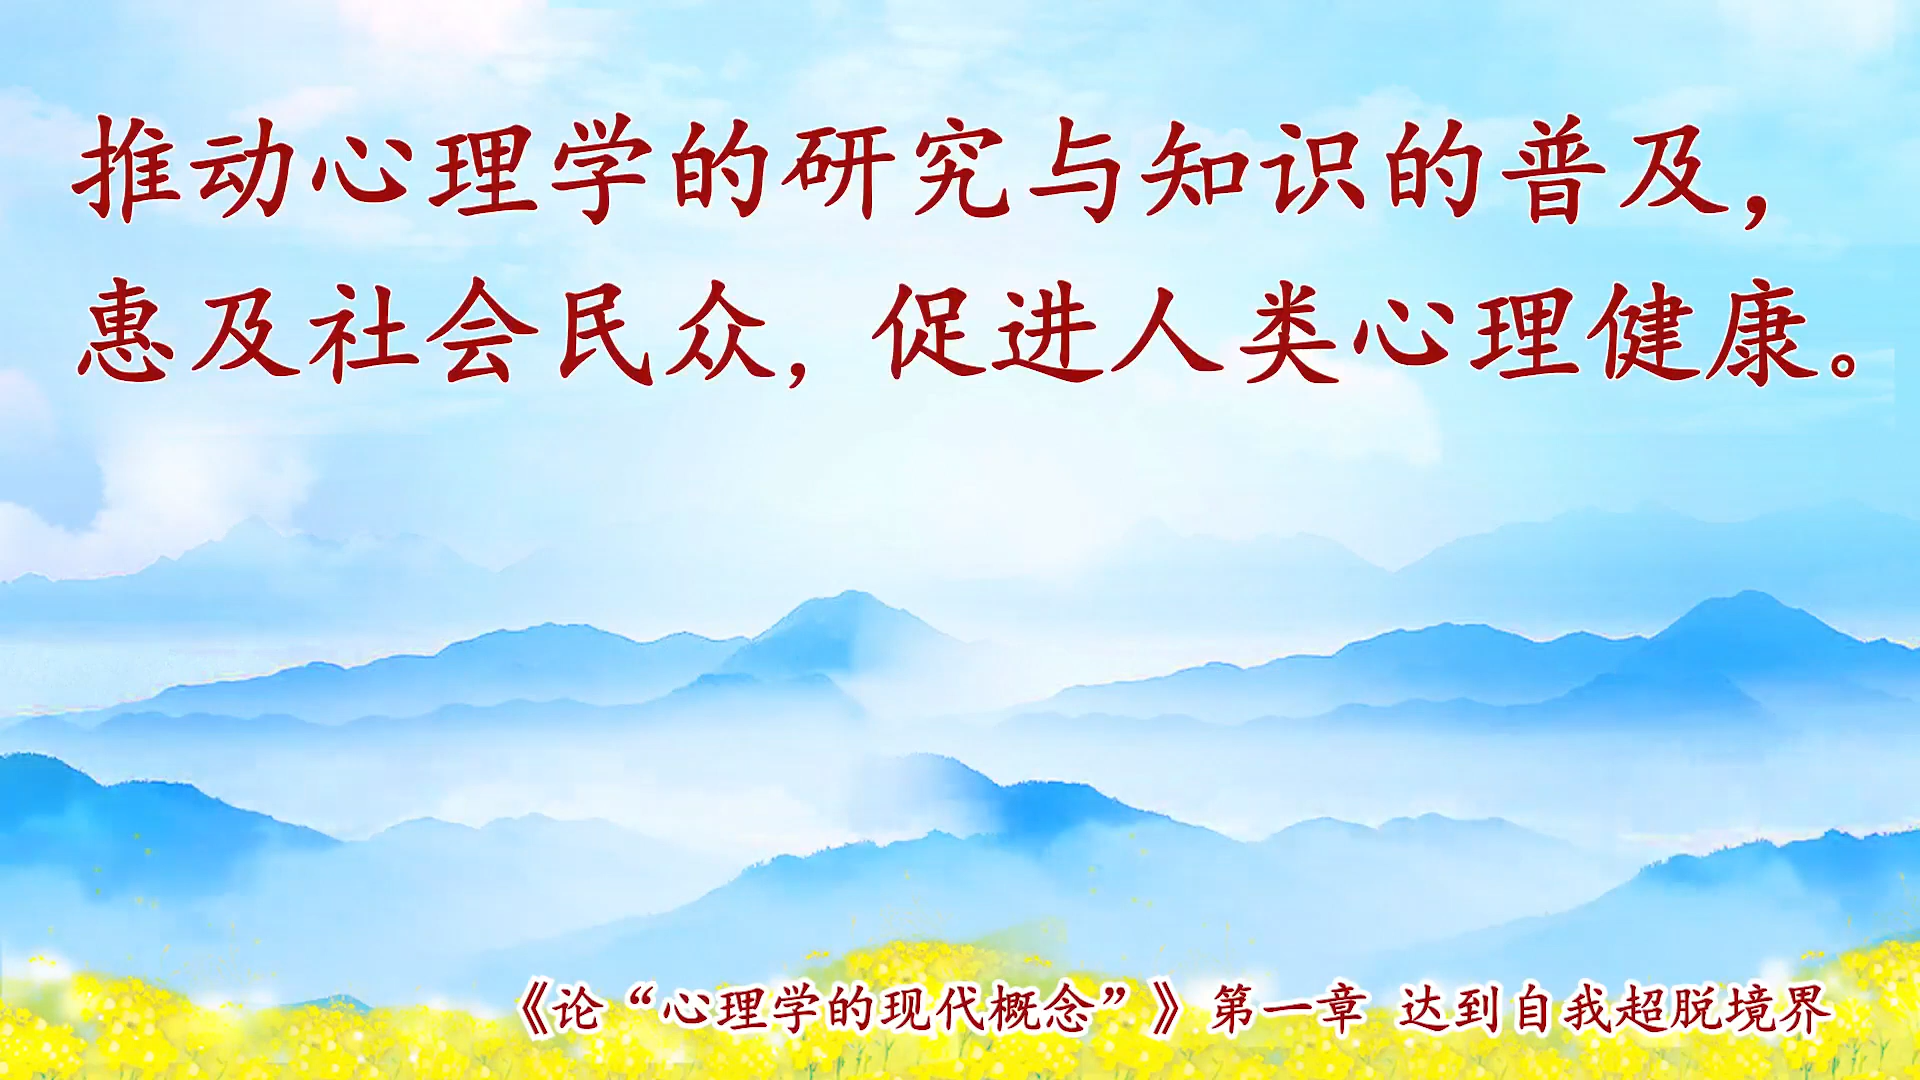 推动心理学的研究与知识的普及，
惠及社会民众，促进人类心理健康。
《论“心理学的现代概念”》第一章 达到自我超脱境界